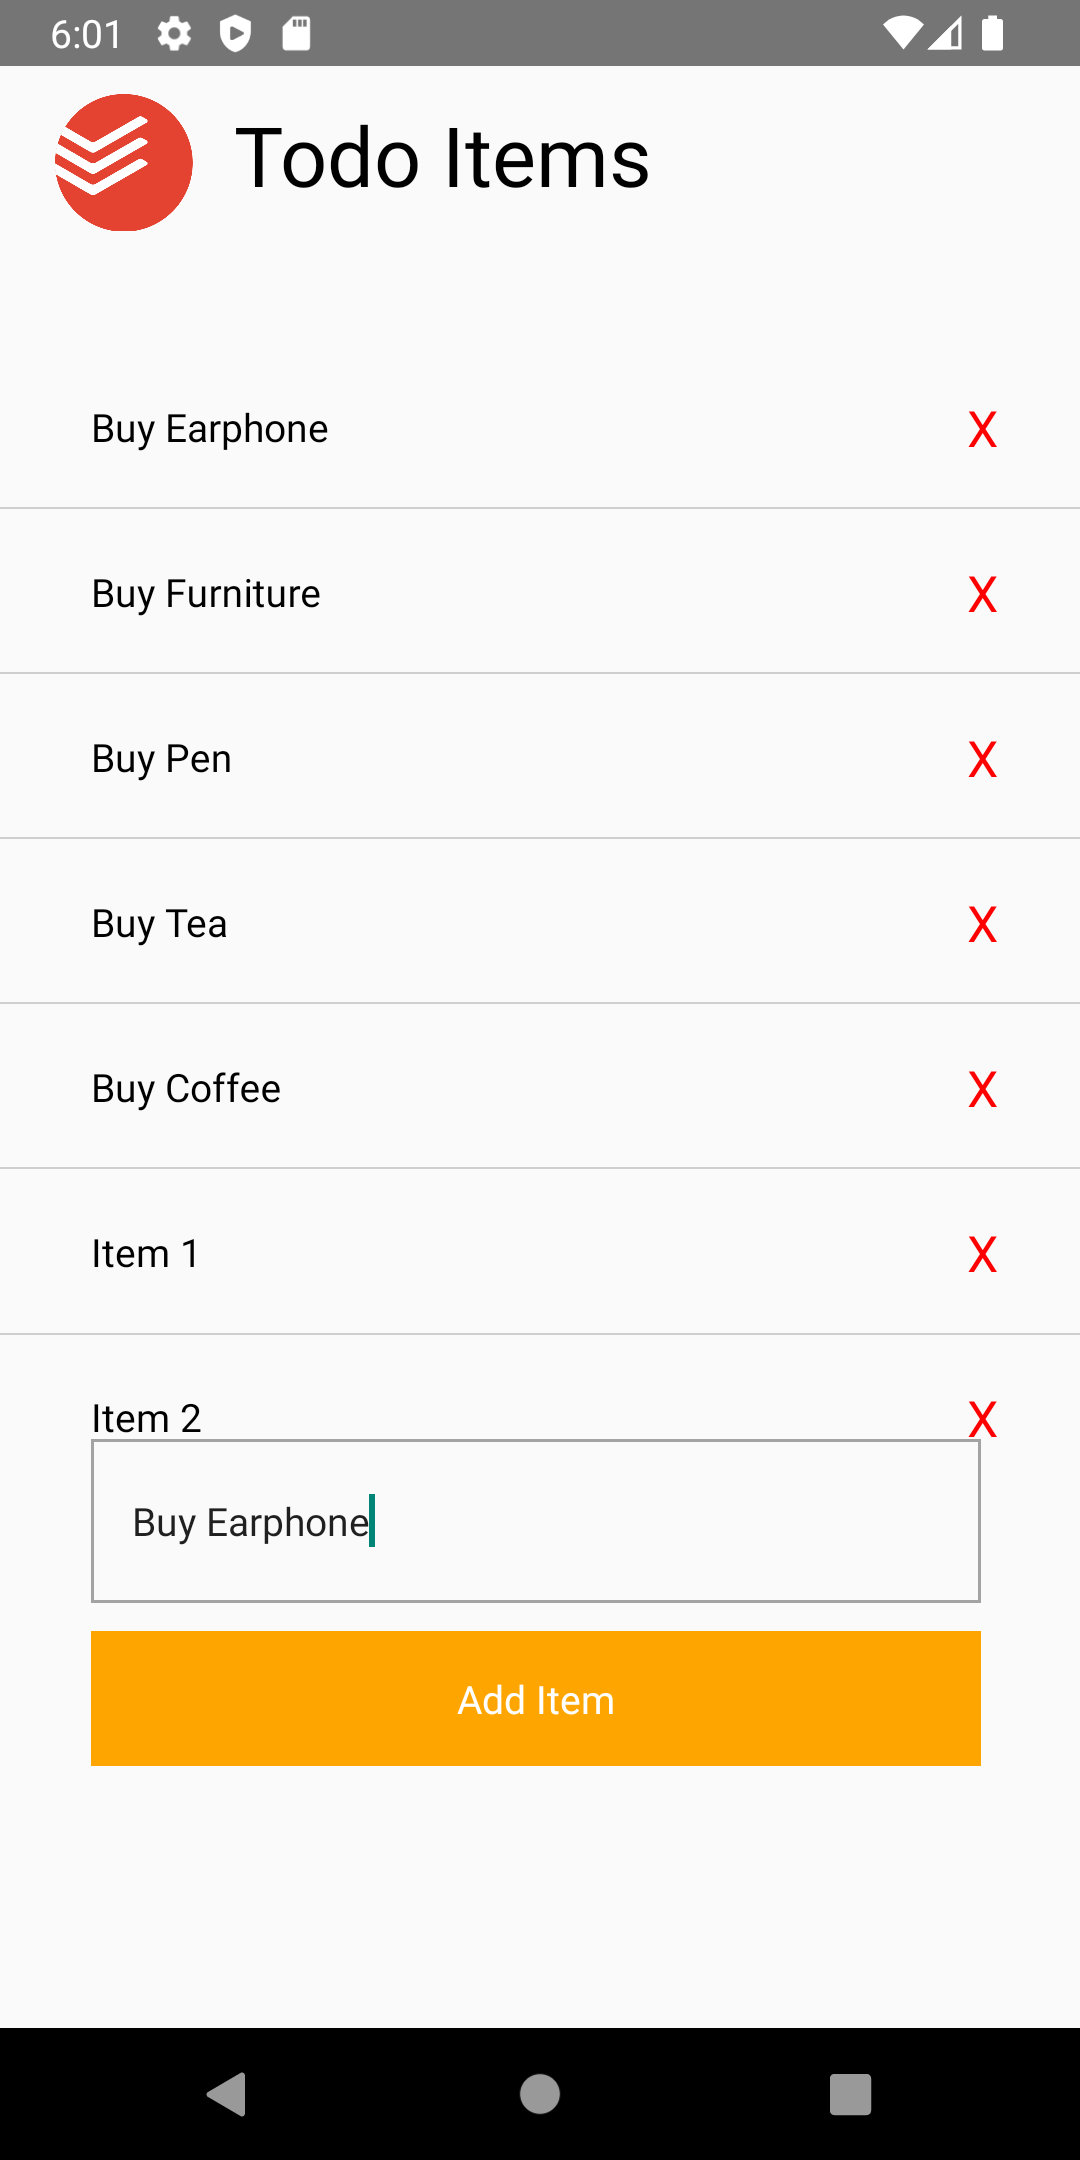 6:01
Todo Items
Buy Earphone X
Buy Furniture X
Buy Pen X
Buy Tea X
Buy Coffee X
Item 1 X
Item 2 X
Buy Earphone
Add Item